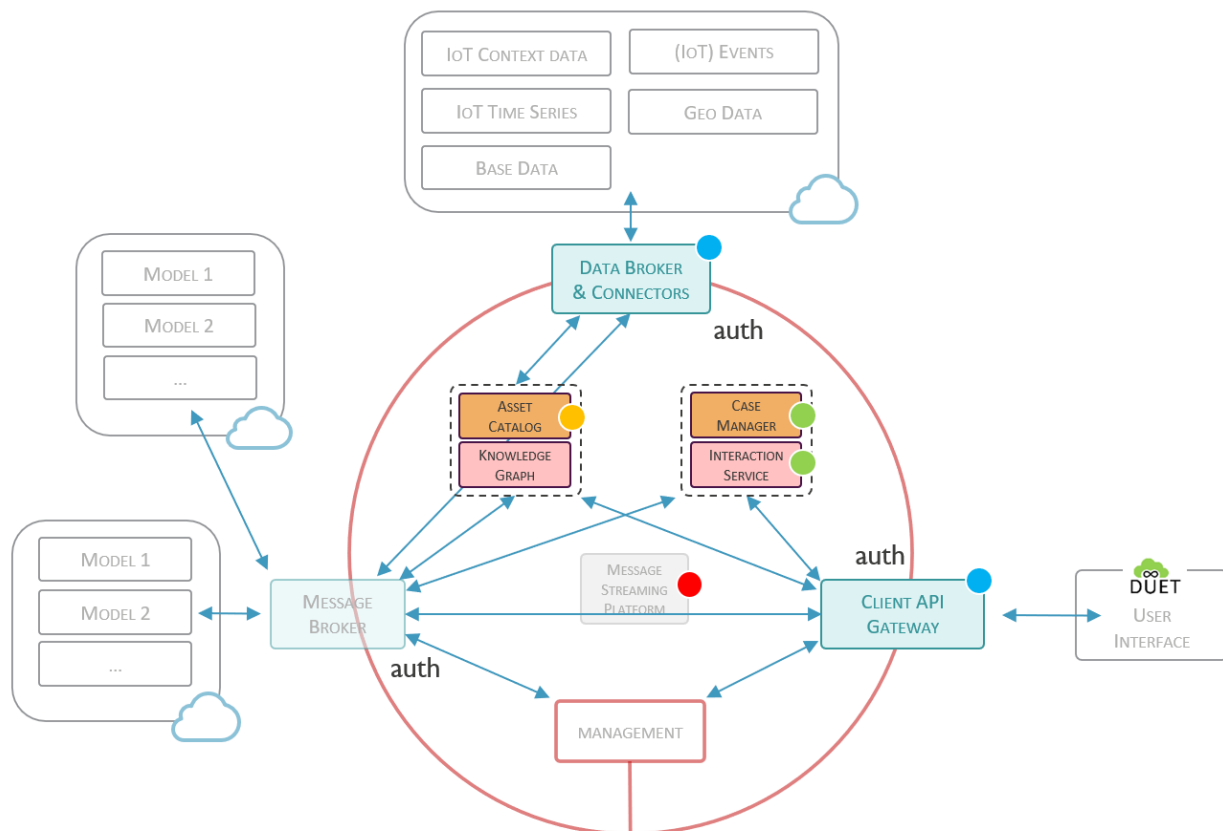 IoT Context data
(IoT) Events
IoT Time Series
Geo Data
Base Data
Data Broker
& Connectors
auth
Model 1
Model 2
...
Asset
Catalog
Knowledge
Graph
Case
Manager
Interaction
Service
Model 1
Model 2
...
Message
Broker
auth
Message
Streaming
Platform
auth
Client API
Gateway
DUET
User
Interface
management